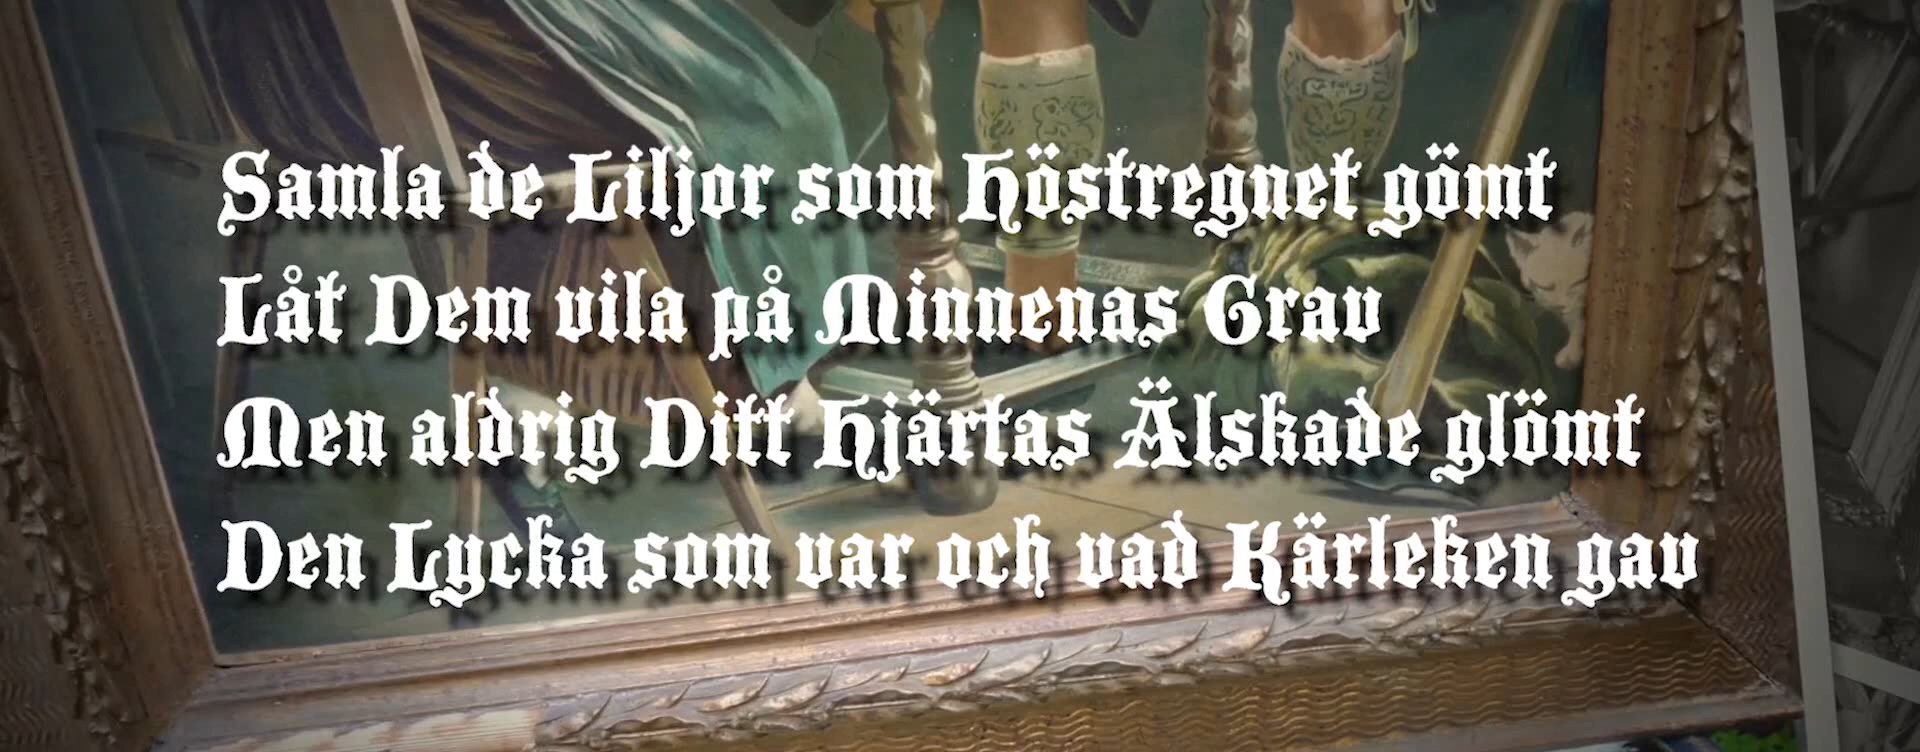 Samla de Liljor som Höstregnet gömt
Låt Dem vila på Minnenas Grav
Men aldrig Ditt Hjärtas Älskade glömt
Den Lycka som var och vad Kärleken gav